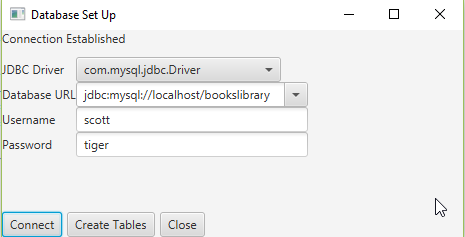 Database Set Up
Connection Established
JDBC Driver com.mysql.jdbc.Driver
Database URL jdbc:mysql://localhost/bookslibrary
Username scott
Password tiger
Connect Create Tables Close